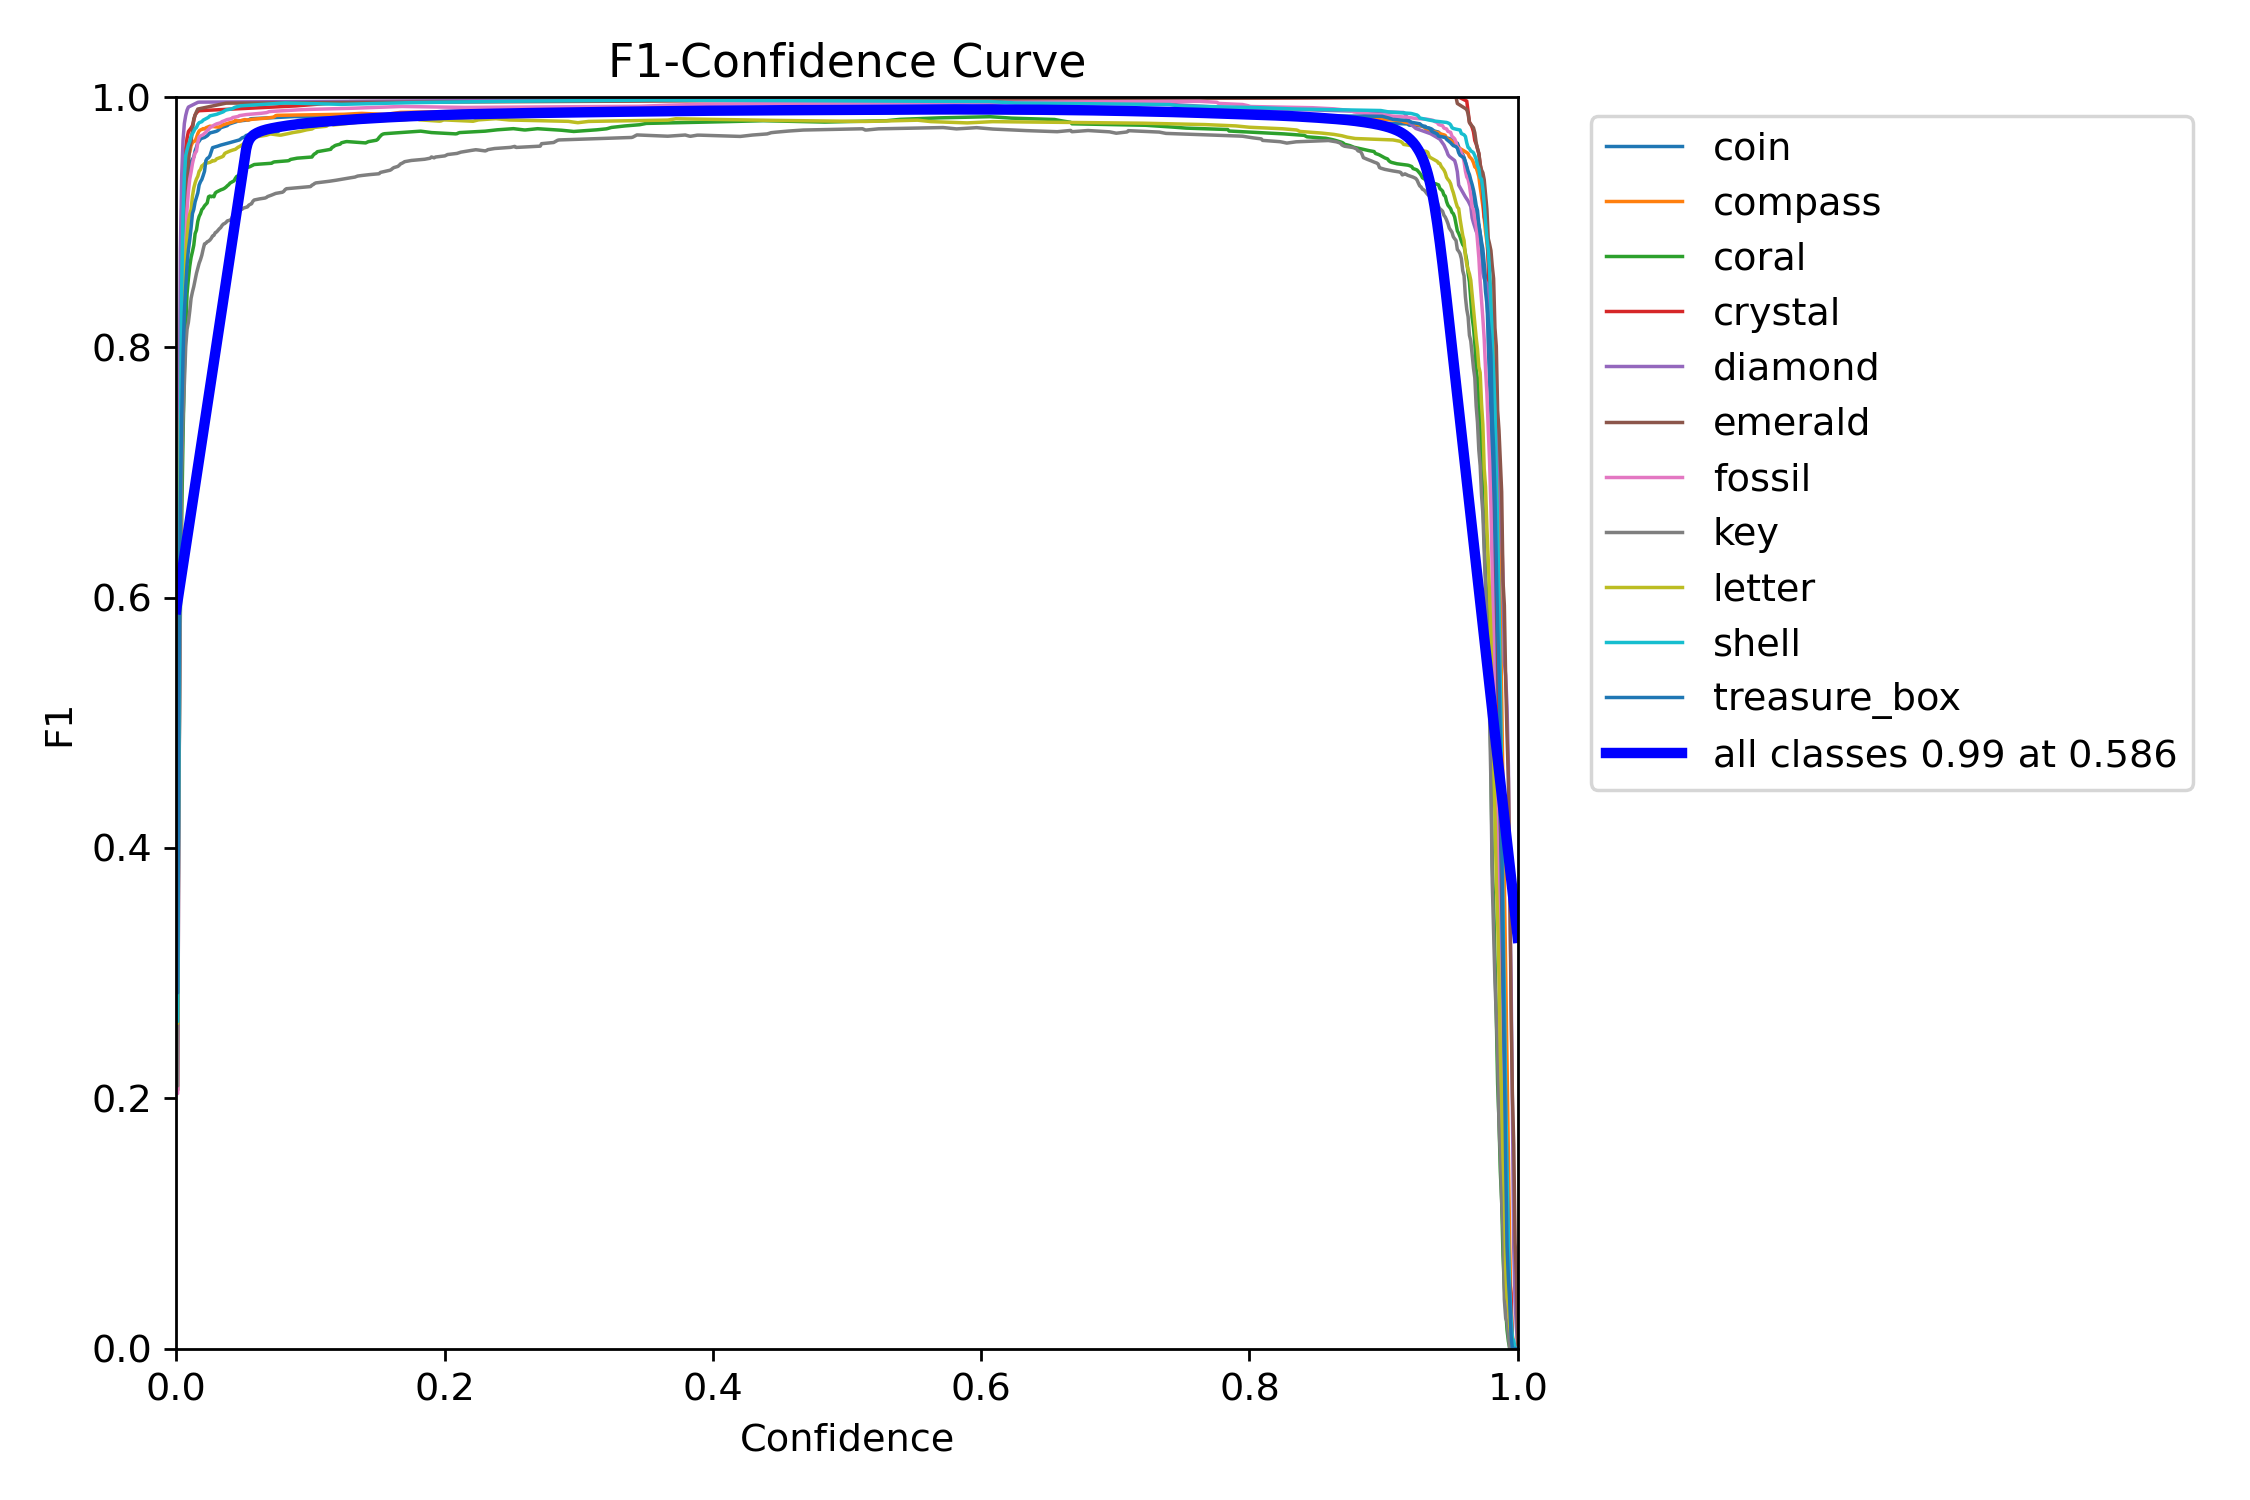 F1-Confidence Curve
1.0
0.8
0.6
0.4
0.2
0.0
F1
0.0 0.2 0.4 0.6 0.8 1.0
Confidence
coin
compass
coral
crystal
diamond
emerald
fossil
key
letter
shell
treasure_box
all classes 0.99 at 0.586